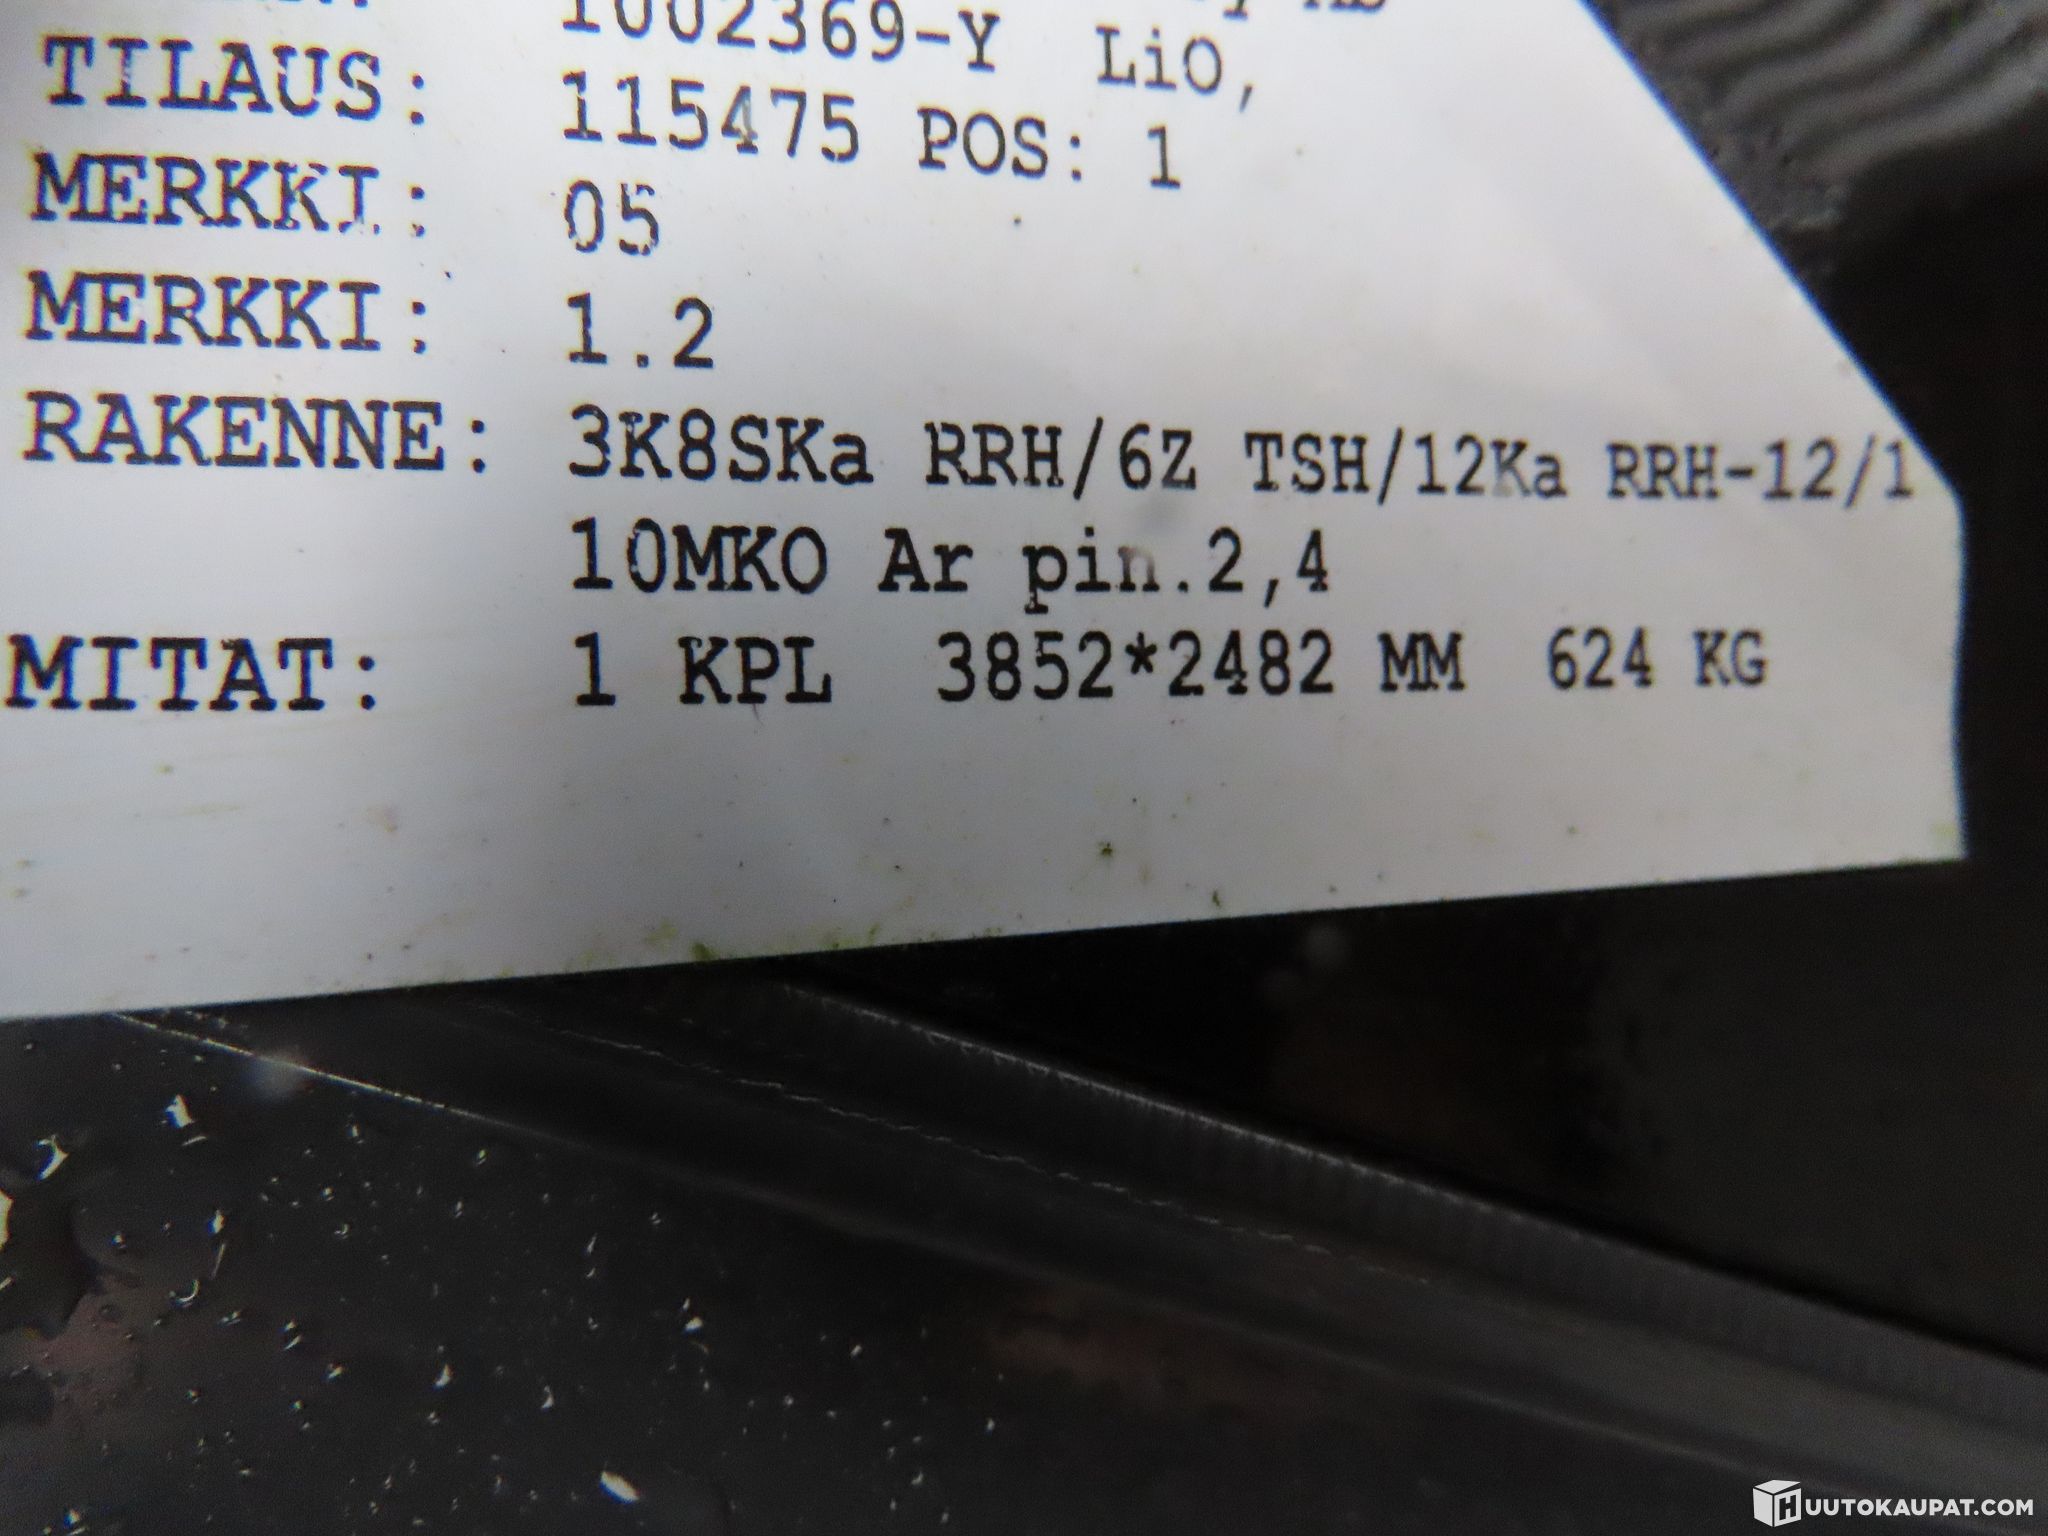 1002369-Y LiO,
TILAUS: 115475 POS: 1
MERKKI: 05
MERKKI: 1.2
RAKENNE: 3K8SKa RRH/6Z TSH/12Ka RRH-12/1
10MKO Ar pin.2,4
MITAT: 1 KPL 3852*2482 MM 624 KG
HUUTOKAUPAT.COM